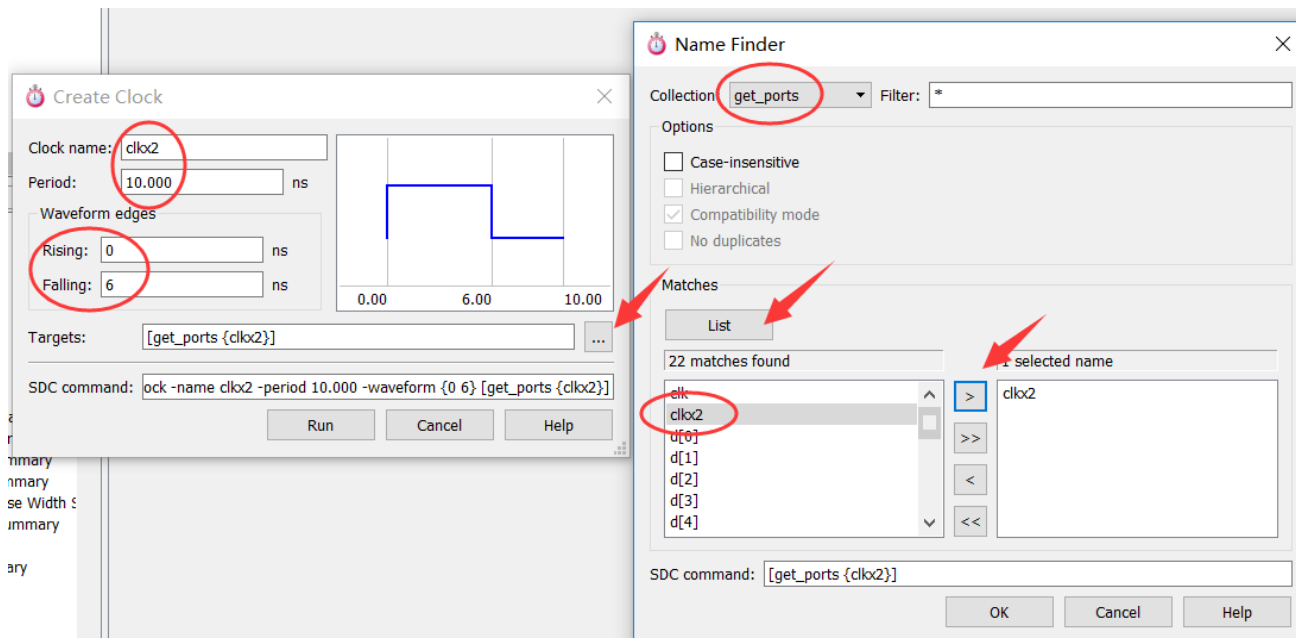 Create Clock
Clock name: clkx2
Period: 10.000 ns
Waveform edges
Rising: 0 ns
Falling: 6 ns
0.00 6.00 10.00
Targets: [get_ports {clkx2}] ...
SDC command: ock -name clkx2 -period 10.000 -waveform {0 6} [get_ports {clkx2}]
Run Cancel Help
mmary
mmary
se Width S
ummary
ary
Name Finder
Collection: get_ports Filter: *
Options
Case-insensitive
Hierarchical
Compatibility mode
No duplicates
Matches
List
22 matches found
1 selected name
clk
clkx2
d[0]
d[1]
d[2]
d[3]
d[4]
>
>>
<
<<
clkx2
SDC command: [get_ports {clkx2}]
OK Cancel Help